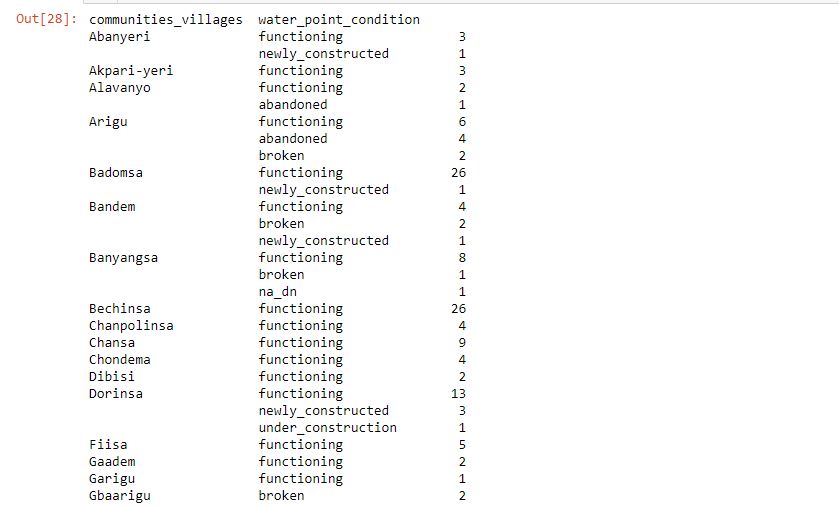 Out[28]: communities_villages water_point_condition
Abanyeri functioning 3
newly_constructed 1
Akpari-yeri functioning 3
Alavanyo functioning 2
abandoned 1
Arigu functioning 6
abandoned 4
broken 2
Badomsa functioning 26
newly_constructed 1
Bandem functioning 4
broken 2
newly_constructed 1
Banyangsa functioning 8
broken 1
na_dn 1
Bechinsa functioning 26
Chanpolinsa functioning 4
Chansa functioning 9
Chondema functioning 4
Dibisi functioning 2
Dorinsa functioning 13
newly_constructed 3
under_construction 1
Fiisa functioning 5
Gaadem functioning 2
Garigu functioning 1
Gbaarigu broken 2